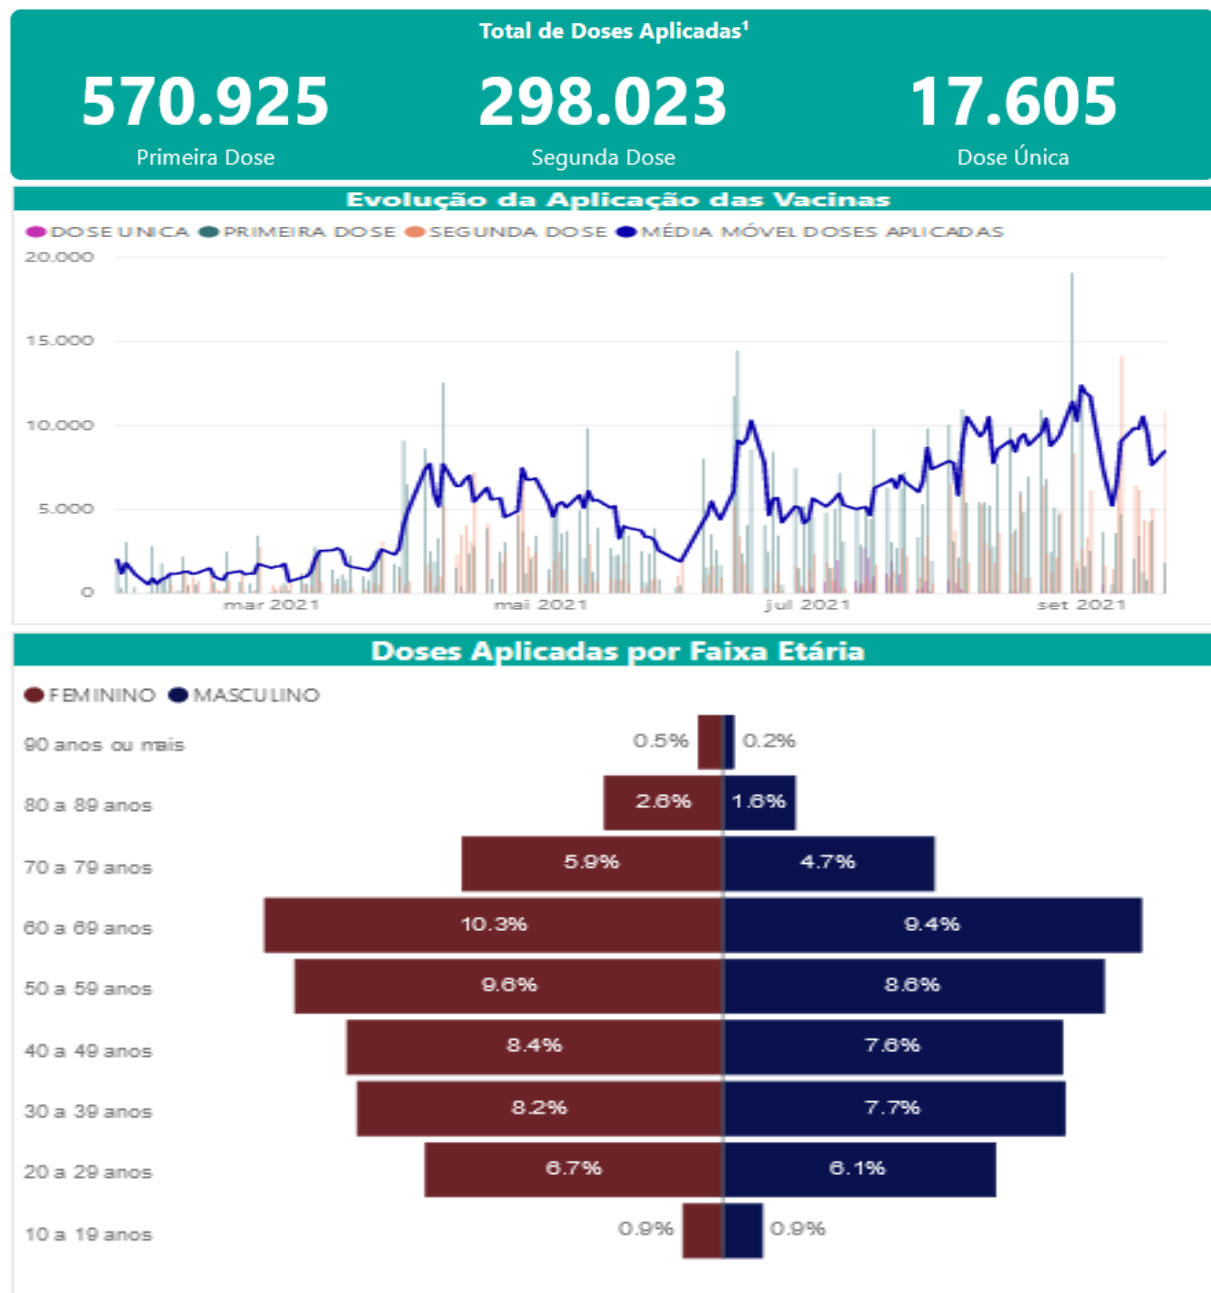 Total de Doses Aplicadas¹
570.925 298.023 17.605
Primeira Dose Segunda Dose Dose Única
Evolução da Aplicação das Vacinas
DOSE UNICA PRIMEIRA DOSE SEGUNDA DOSE MÉDIA MÓVEL DOSES APLICADAS
20.000
15.000
10.000
5.000
0
mar 2021 mai 2021 jul 2021 set 2021
Doses Aplicadas por Faixa Etária
FEMININO MASCULINO
90 anos ou mais 0.5% 0.2%
80 a 89 anos 2.6% 1.6%
70 a 79 anos 5.9% 4.7%
60 a 69 anos 10.3% 9.4%
50 a 59 anos 9.6% 8.6%
40 a 49 anos 8.4% 7.6%
30 a 39 anos 8.2% 7.7%
20 a 29 anos 6.7% 6.1%
10 a 19 anos 0.9% 0.9%